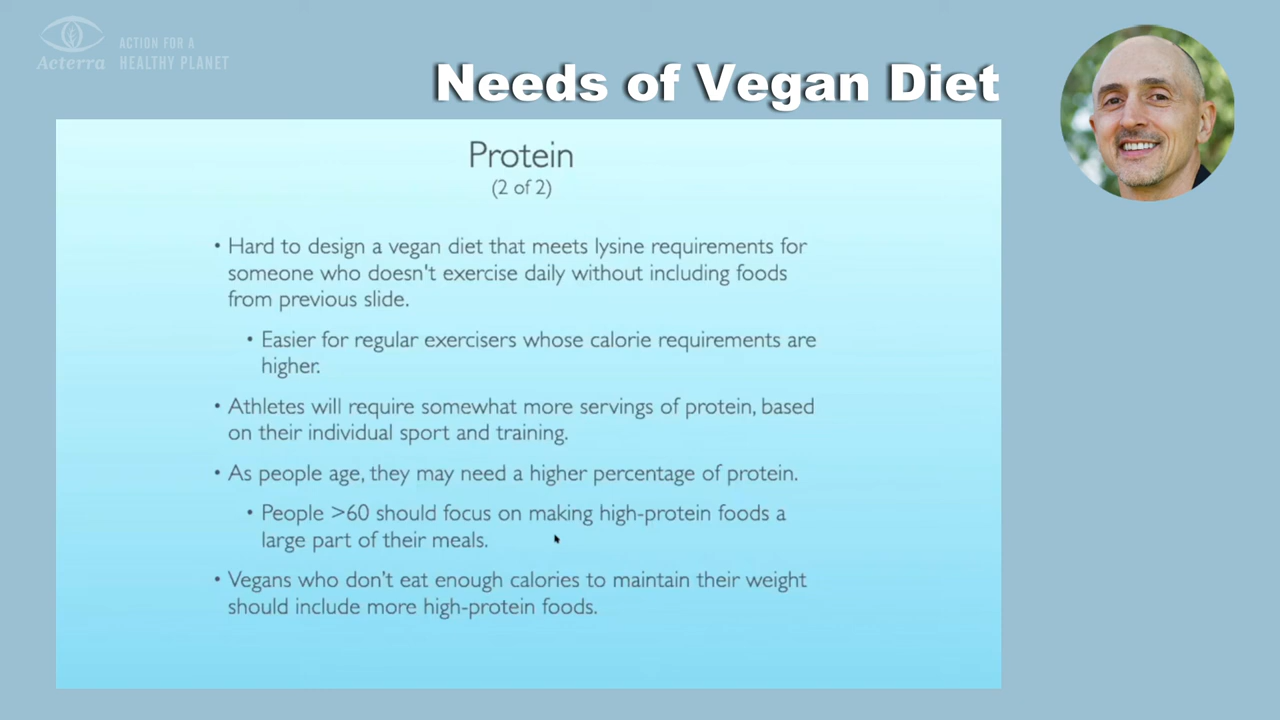 Acterra
ACTION FOR A
HEALTHY PLANET
Needs of Vegan Diet
Protein
(2 of 2)
• Hard to design a vegan diet that meets lysine requirements for
someone who doesn't exercise daily without including foods
from previous slide.
• Easier for regular exercisers whose calorie requirements are
higher.
• Athletes will require somewhat more servings of protein, based
on their individual sport and training.
• As people age, they may need a higher percentage of protein.
• People >60 should focus on making high-protein foods a
large part of their meals.
• Vegans who don't eat enough calories to maintain their weight
should include more high-protein foods.